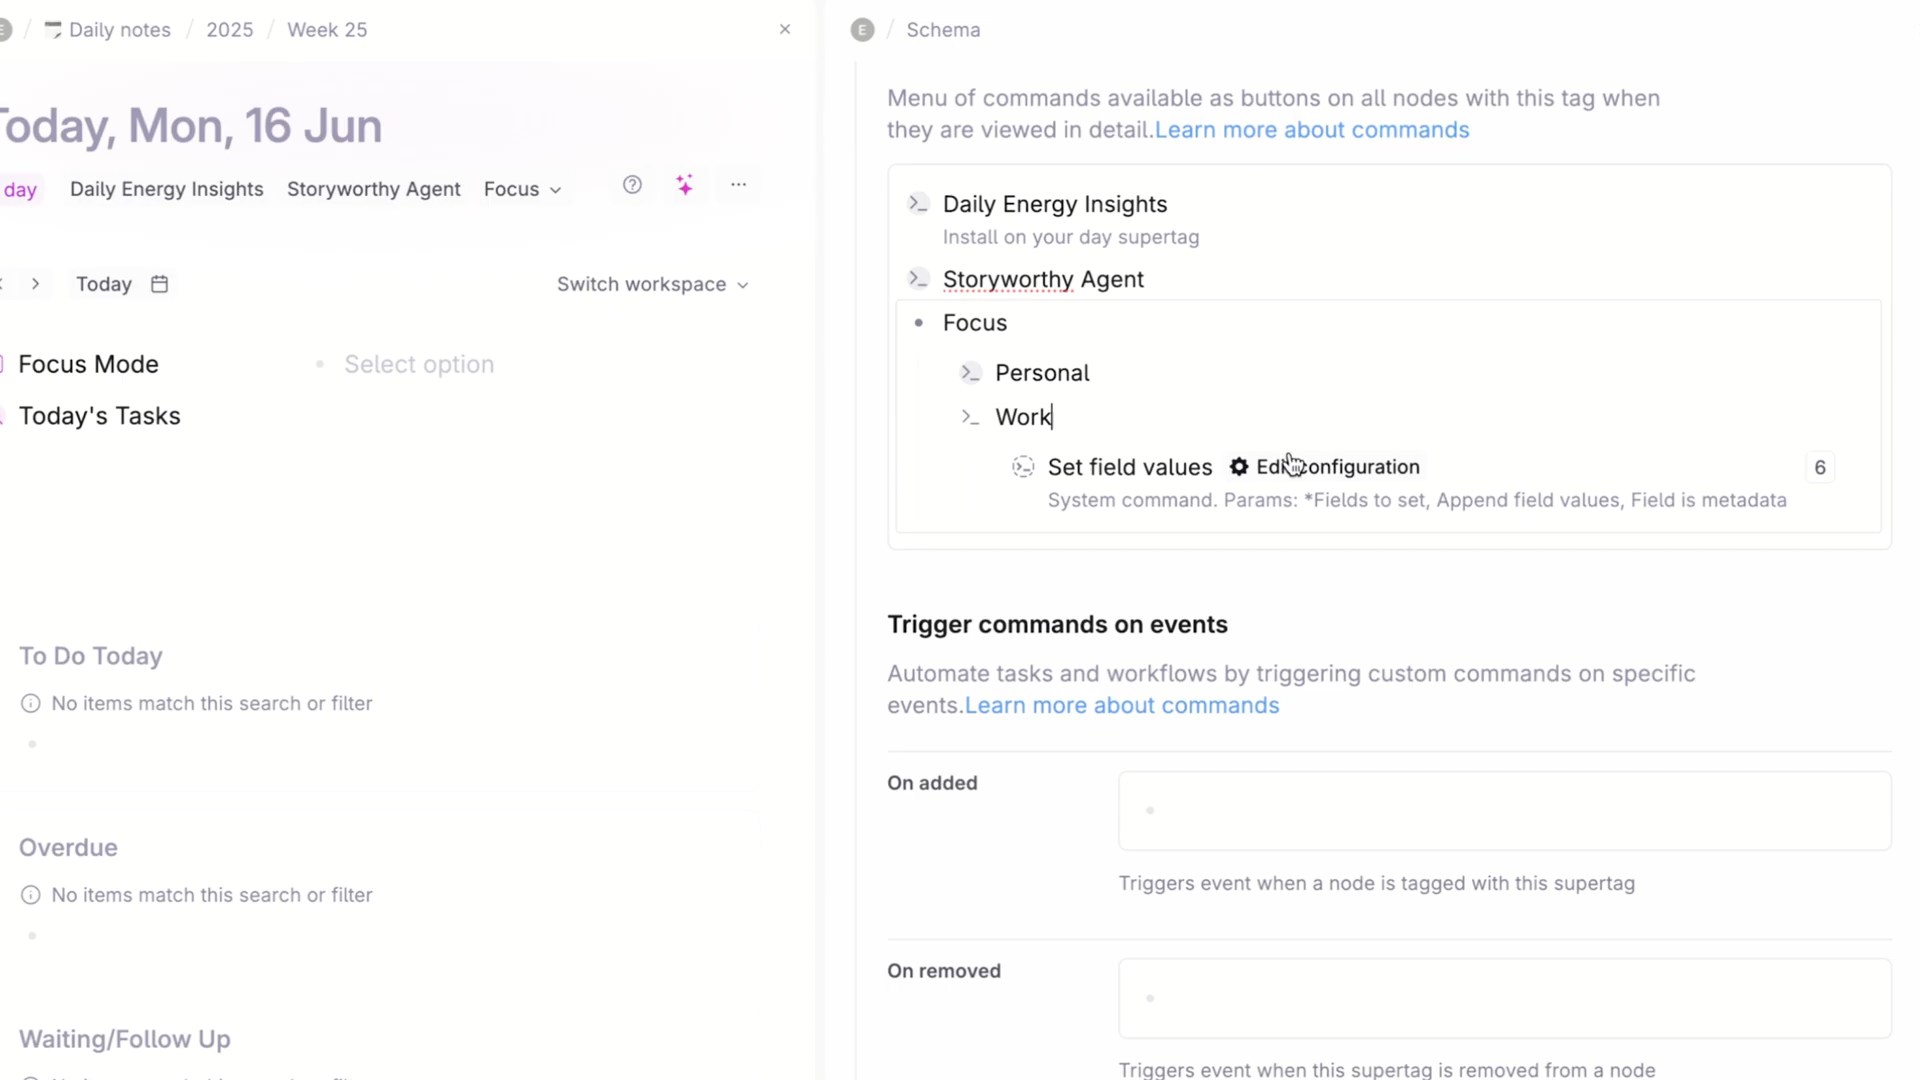 E / Daily notes / 2025 / Week 25
Today, Mon, 16 Jun
day Daily Energy Insights Storyworthy Agent Focus
Today Switch workspace
Focus Mode Select option
Today's Tasks
To Do Today
No items match this search or filter
Overdue
No items match this search or filter
Waiting/Follow Up
E / Schema
Menu of commands available as buttons on all nodes with this tag when
they are viewed in detail.Learn more about commands
Daily Energy Insights
Install on your day supertag
Storyworthy Agent
Focus
Personal
Work
Set field values Edit configuration 6
System command. Params: *Fields to set, Append field values, Field is metadata
Trigger commands on events
Automate tasks and workflows by triggering custom commands on specific
events.Learn more about commands
On added
Triggers event when a node is tagged with this supertag
On removed
Triggers event when this supertag is removed from a node